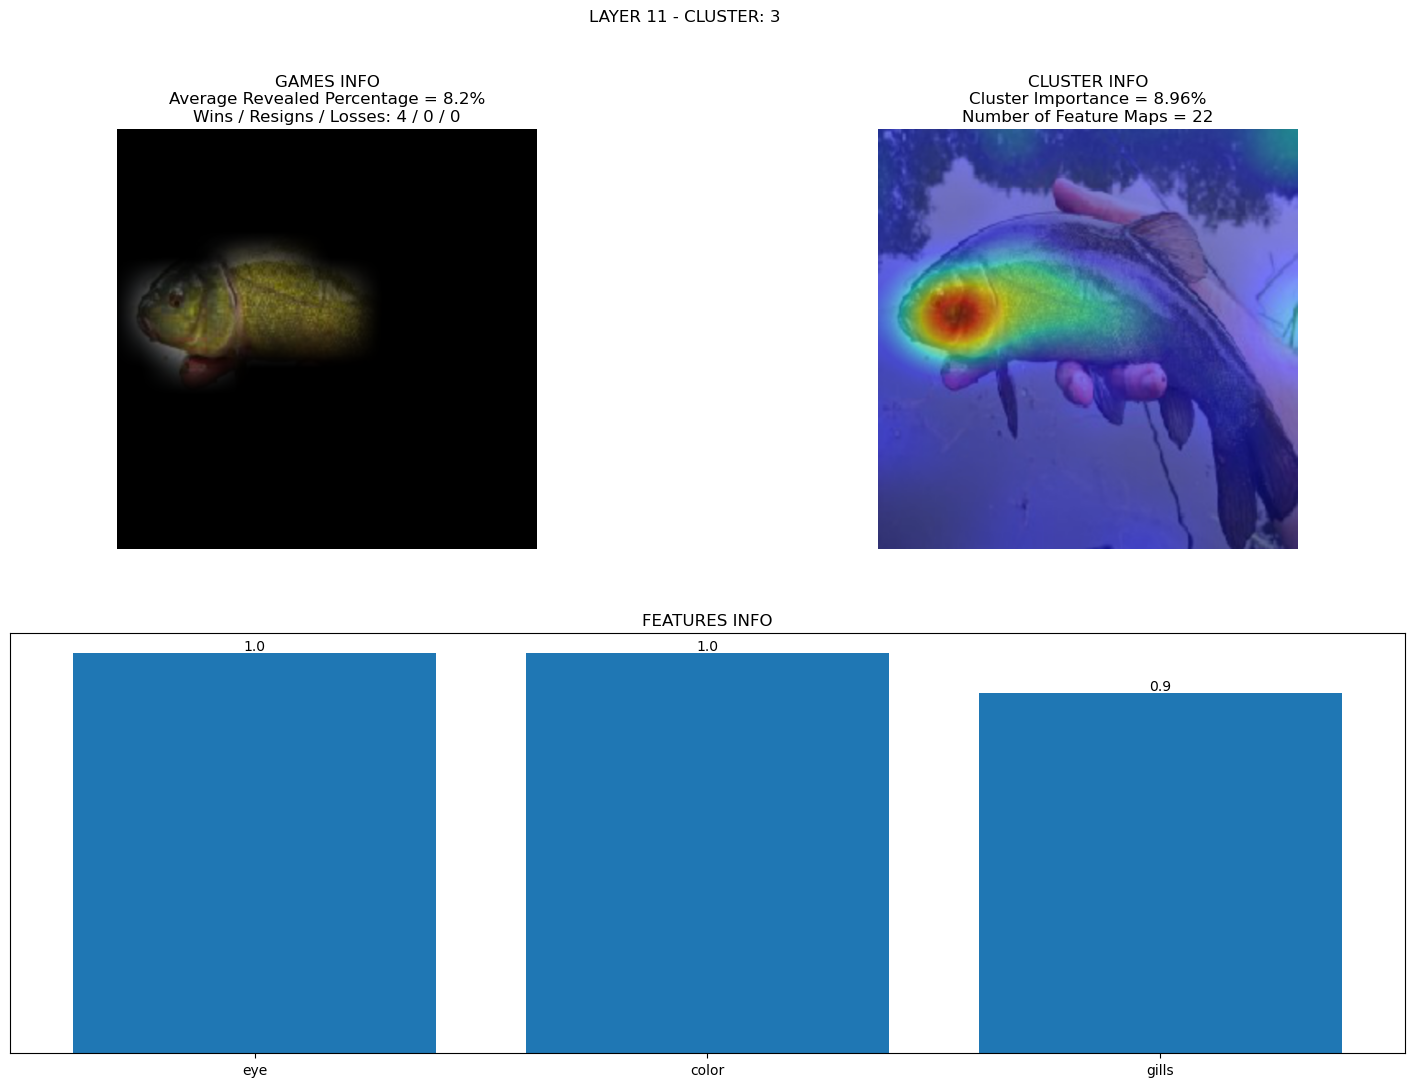 LAYER 11 - CLUSTER: 3
GAMES INFO
Average Revealed Percentage = 8.2%
Wins / Resigns / Losses: 4 / 0 / 0
CLUSTER INFO
Cluster Importance = 8.96%
Number of Feature Maps = 22
FEATURES INFO
1.0
1.0
0.9
eye
color
gills